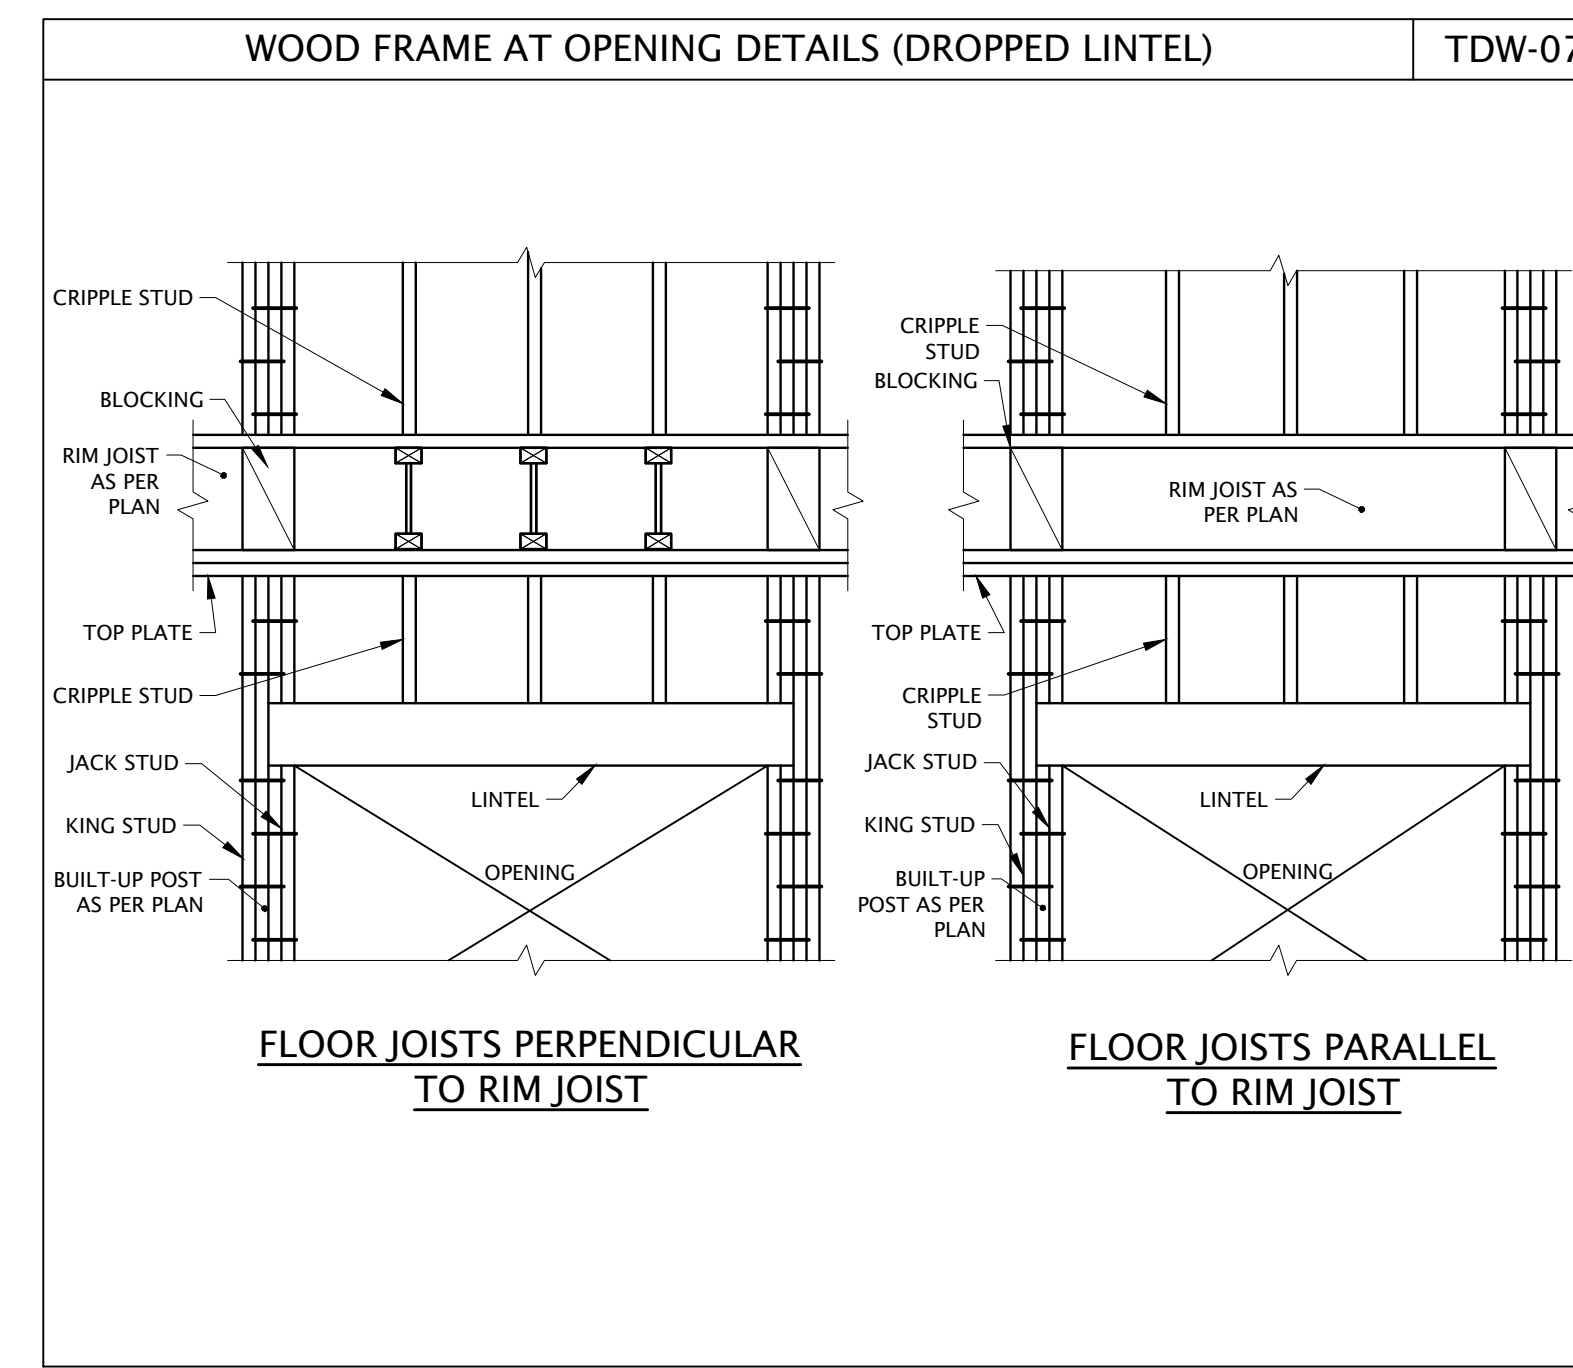 WOOD FRAME AT OPENING DETAILS (DROPPED LINTEL)
TDW-07
CRIPPLE STUD
BLOCKING
RIM JOIST
AS PER
PLAN
TOP PLATE
CRIPPLE STUD
JACK STUD
KING STUD
BUILT-UP POST
AS PER PLAN
LINTEL
OPENING
FLOOR JOISTS PERPENDICULAR
TO RIM JOIST
CRIPPLE
STUD
BLOCKING
RIM JOIST AS
PER PLAN
TOP PLATE
CRIPPLE
STUD
JACK STUD
KING STUD
BUILT-UP
POST AS PER
PLAN
LINTEL
OPENING
FLOOR JOISTS PARALLEL
TO RIM JOIST